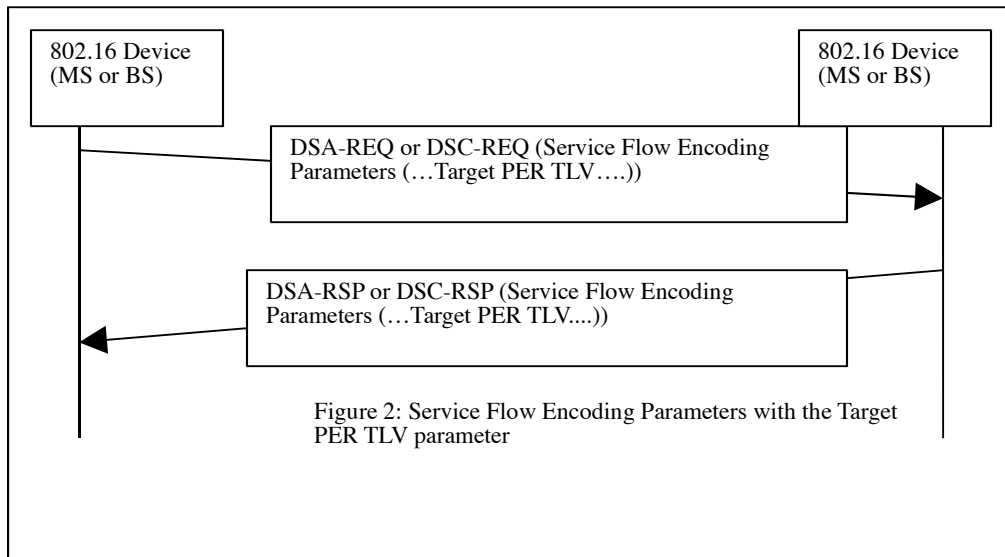 802.16 Device
(MS or BS)
802.16 Device
(MS or BS)
DSA-REQ or DSC-REQ (Service Flow Encoding
Parameters (…Target PER TLV….))
DSA-RSP or DSC-RSP (Service Flow Encoding
Parameters (…Target PER TLV....))
Figure 2: Service Flow Encoding Parameters with the Target
PER TLV parameter